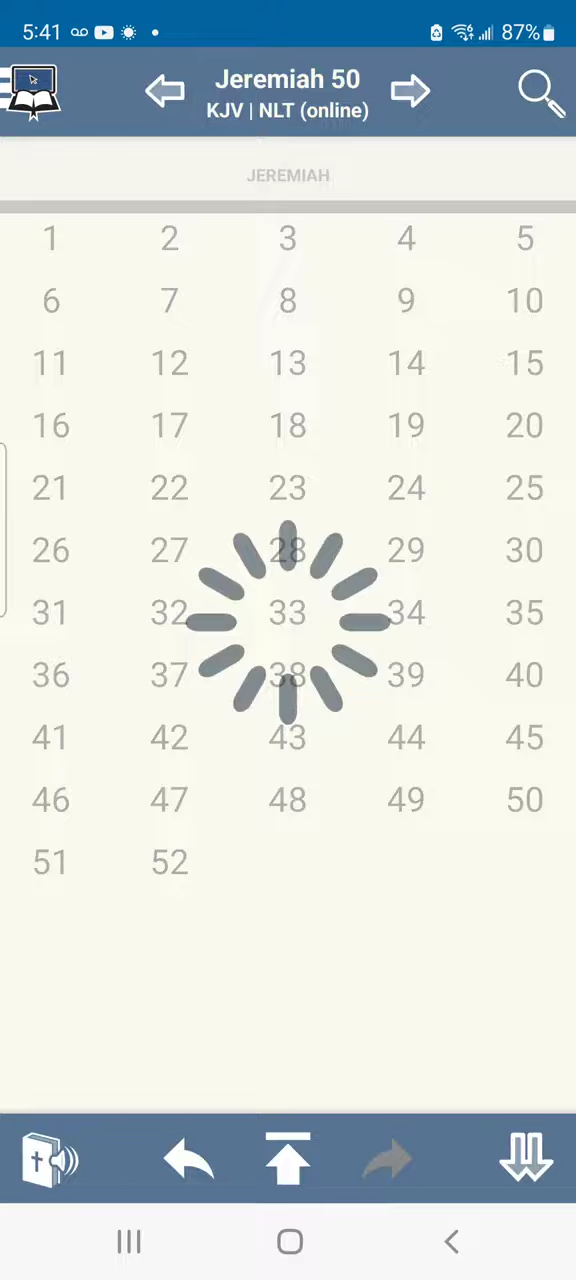 5:41 87%
Jeremiah 50
KJV | NLT (online)
JEREMIAH
1 2 3 4 5
6 7 8 9 10
11 12 13 14 15
16 17 18 19 20
21 22 23 24 25
26 27 28 29 30
31 32 33 34 35
36 37 38 39 40
41 42 43 44 45
46 47 48 49 50
51 52